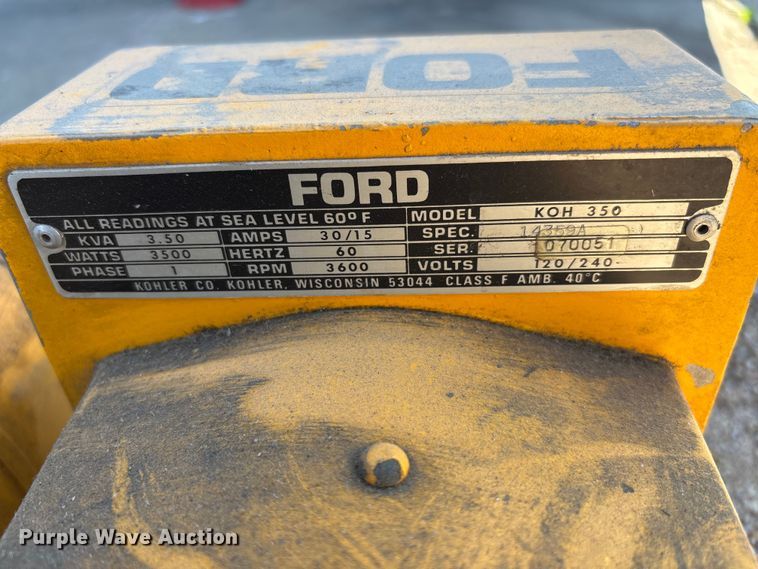 FORD
FORD
ALL READINGS AT SEA LEVEL 60° F MODEL KOH 350
KVA 3.50 AMPS 30/15 SPEC. 14359A
WATTS 3500 HERTZ 60 SER. 070051
PHASE 1 RPM 3600 VOLTS 120/240
KOHLER CO. KOHLER, WISCONSIN 53044 CLASS F AMB. 40°C
Purple Wave Auction